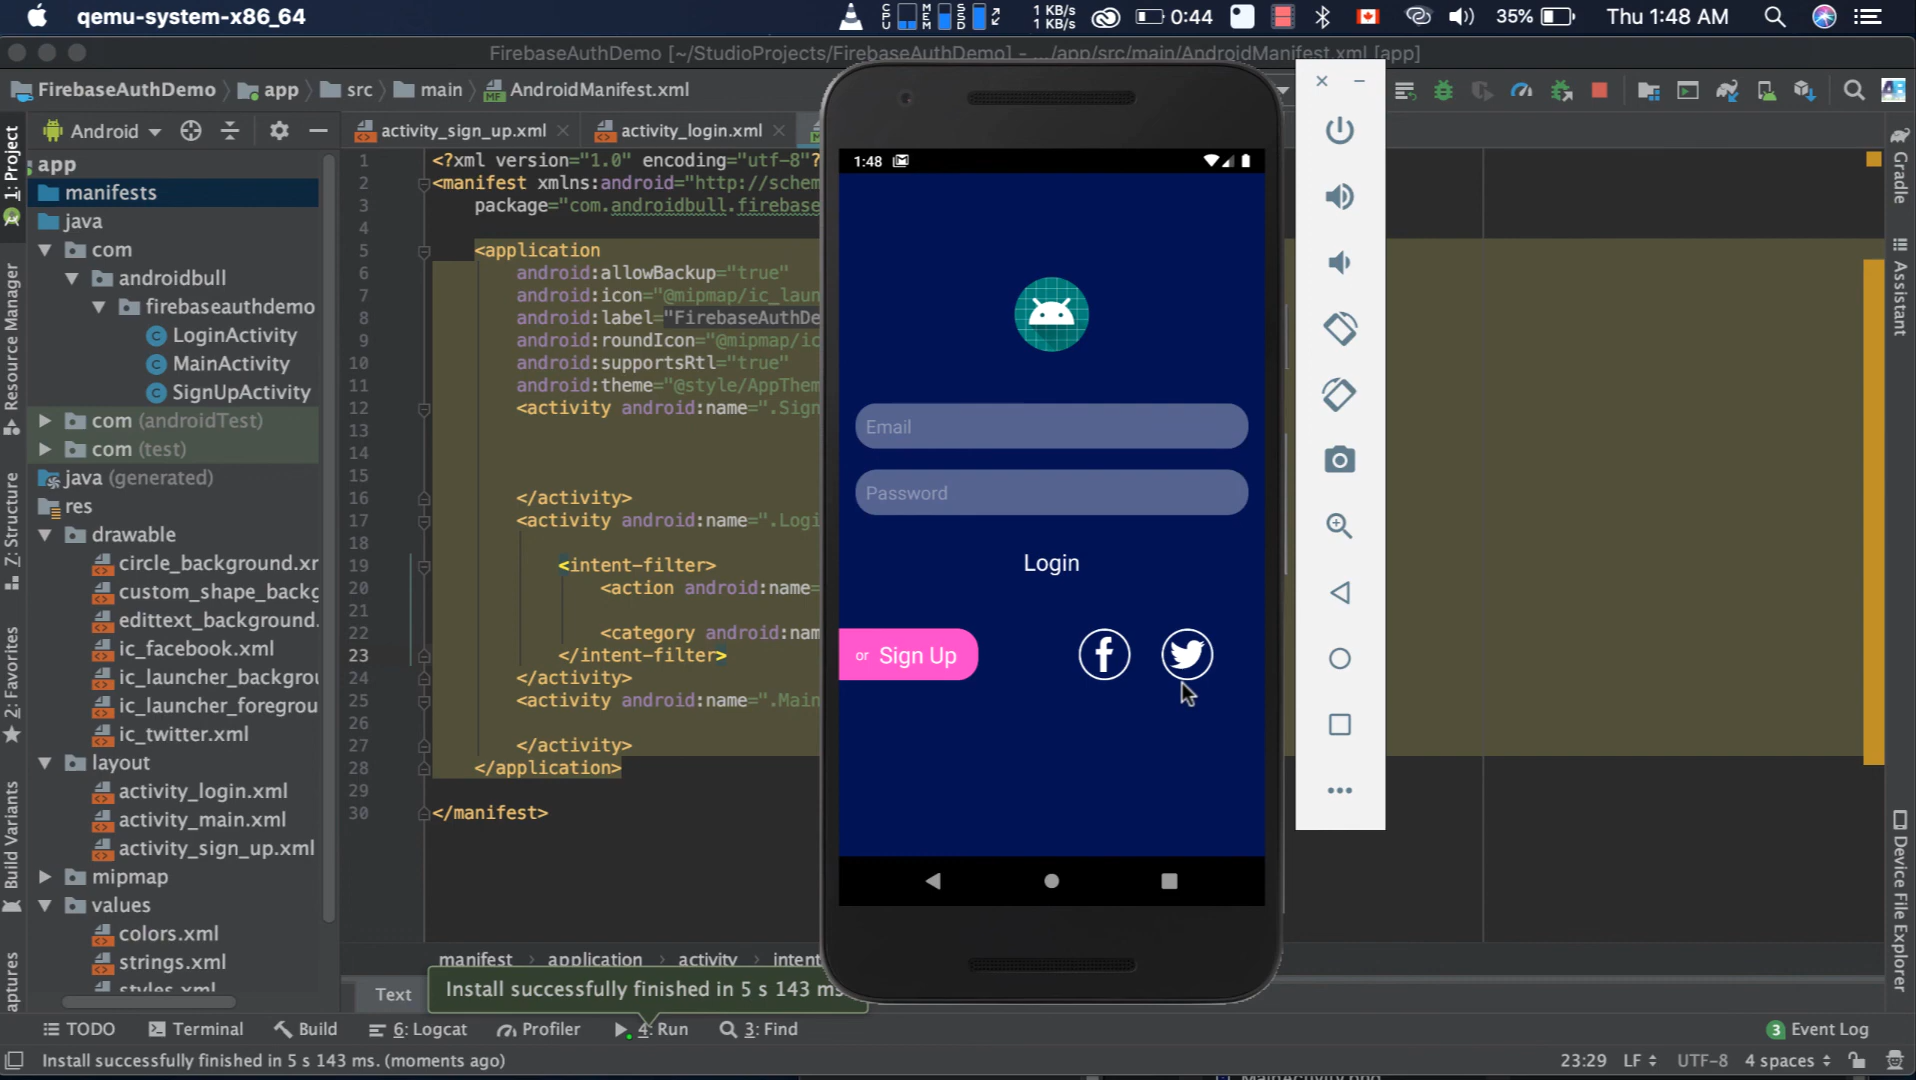 qemu-system-x86_64
CPU MEM SSD 1 KB/s 1 KB/s 0:44 35% Thu 1:48 AM
FirebaseAuthDemo [~/StudioProjects/FirebaseAuthDemo] - .../app/src/main/AndroidManifest.xml [app]
FirebaseAuthDemo app src main AndroidManifest.xml
Android activity_sign_up.xml activity_login.xml
1: Project
Resource Manager
Z: Structure
2: Favorites
Build Variants
aptures
app
manifests
java
com
androidbull
firebaseauthdemo
LoginActivity
MainActivity
SignUpActivity
com (androidTest)
com (test)
java (generated)
res
drawable
circle_background.xr
custom_shape_backg
edittext_background.
ic_facebook.xml
ic_launcher_backgrou
ic_launcher_foregrou
ic_twitter.xml
layout
activity_login.xml
activity_main.xml
activity_sign_up.xml
mipmap
values
colors.xml
strings.xml
styles.xml
1 <?xml version="1.0" encoding="utf-8"?
2 <manifest xmlns:android="http://schem
3 package="com.androidbull.firebase
4
5 <application
6 android:allowBackup="true"
7 android:icon="@mipmap/ic_laun
8 android:label="FirebaseAuthDe
9 android:roundIcon="@mipmap/ic
10 android:supportsRtl="true"
11 android:theme="@style/AppThem
12 <activity android:name=".Sign
13
14
15
16 </activity>
17 <activity android:name=".Logi
18
19 <intent-filter>
20 <action android:name=
21
22 <category android:nam
23 </intent-filter>
24 </activity>
25 <activity android:name=".Main
26
27 </activity>
28 </application>
29
30 </manifest>
1:48
Email
Password
Login
or Sign Up
Gradle
Assistant
Device File Explorer
manifest › application › activity › intent
Text
Install successfully finished in 5 s 143 ms.
TODO Terminal Build 6: Logcat Profiler 4: Run 3: Find 3 Event Log
Install successfully finished in 5 s 143 ms. (moments ago) 23:29 LF UTF-8 4 spaces